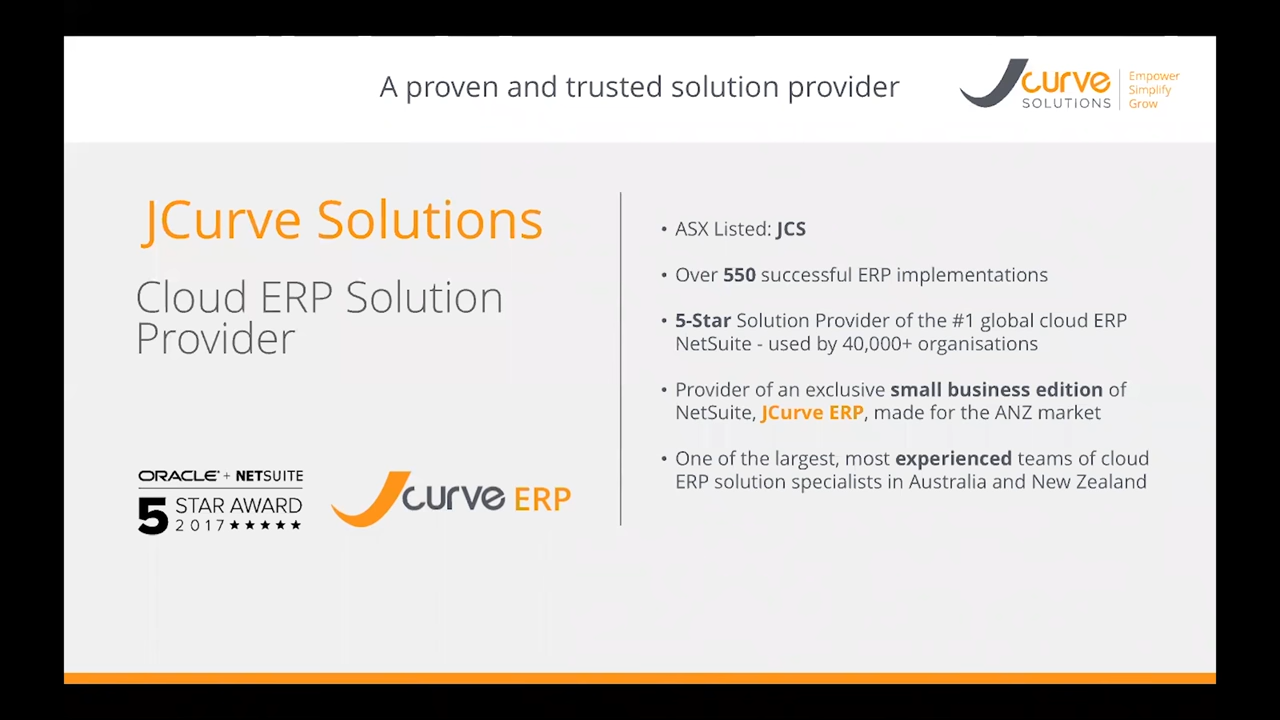 A proven and trusted solution provider
Jcurve
SOLUTIONS
Empower
Simplify
Grow
JCurve Solutions
Cloud ERP Solution
Provider
ORACLE + NETSUITE
5 STAR AWARD
2017 ★★★★★
Jcurve ERP
• ASX Listed: JCS
• Over 550 successful ERP implementations
• 5-Star Solution Provider of the #1 global cloud ERP
NetSuite - used by 40,000+ organisations
• Provider of an exclusive small business edition of
NetSuite, JCurve ERP, made for the ANZ market
• One of the largest, most experienced teams of cloud
ERP solution specialists in Australia and New Zealand